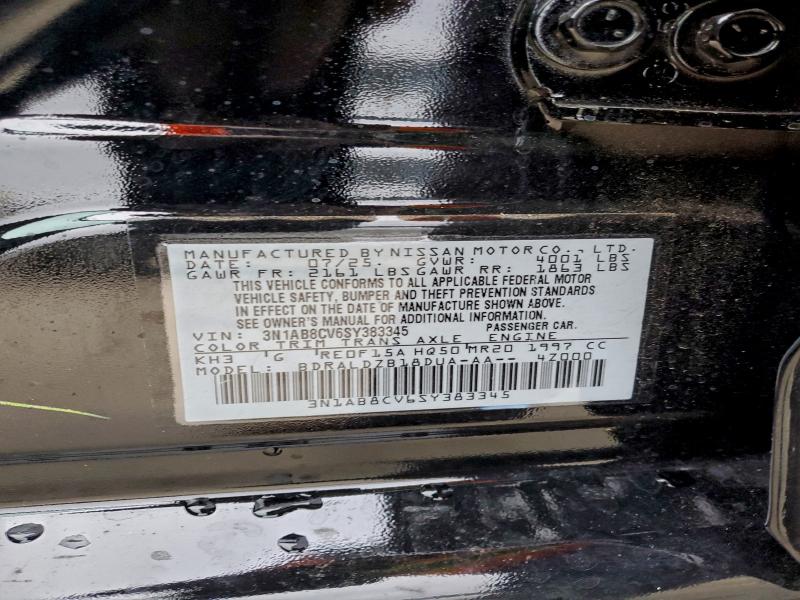 MANUFACTURED BY NISSAN MOTOR CO., LTD.
DATE: 07/25 GVWR: 4001 LBS
GAWR FR: 2161 LBS GAWR RR: 1863 LBS
THIS VEHICLE CONFORMS TO ALL APPLICABLE FEDERAL MOTOR
VEHICLE SAFETY, BUMPER AND THEFT PREVENTION STANDARDS
IN EFFECT ON THE DATE OF MANUFACTURE SHOWN ABOVE.
SEE OWNER'S MANUAL FOR ADDITIONAL INFORMATION.
VIN: 3N1AB8CV6SY383345 PASSENGER CAR.
COLOR TRIM TRANS AXLE ENGINE
KH3 G RE0F15A HQ50 MR20 1997 CC
MODEL: BDRALDZB18DUA-AA-- 4Z000
3N1AB8CV6SY383345